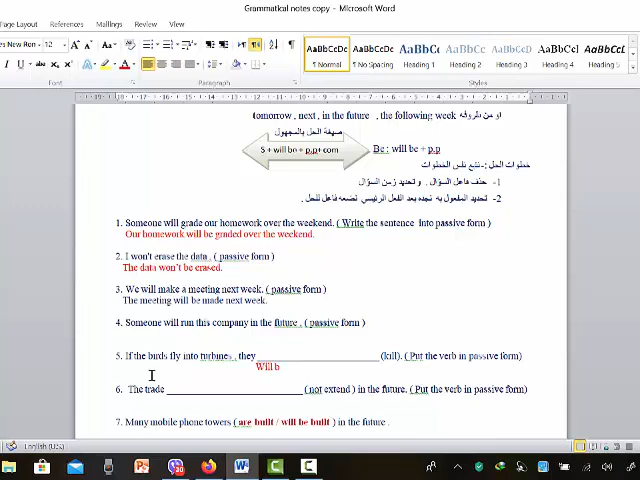 Grammatical notes copy - Microsoft Word
Page Layout References Mailings Review View
New Rom 12
Font Paragraph Styles
AaBbCcDc AaBbCcDc AaBbC AaBbCc AaBbCcD AaBbCcI AaBbCcI
¶ Normal ¶ No Spacing Heading 1 Heading 2 Heading 3 Heading 4 Heading 5
tomorrow , next , in the future , the following week او من ظروفه
صيغة الحل بالمجهول
S + will be + p.p+ com Be : will be + p.p
خطوات الحل :- نتبع نفس الخطوات
1- حذف فاعل السؤال . و تحديد زمن السؤال
2- تحديد المفعول به نجده بعد الفعل الرئيسي نضعه فاعل للحل .
1. Someone will grade our homework over the weekend. ( Write the sentence into passive form )
Our homework will be graded over the weekend.
2. I won't erase the data . ( passive form )
The data won't be erased.
3. We will make a meeting next week. ( passive form )
The meeting will be made next week.
4. Someone will run this company in the future . ( passive form )
5. If the birds fly into turbines , they ______________________ (kill). ( Put the verb in passive form )
Will b
6. The trade ______________________ ( not extend ) in the future. ( Put the verb in passive form )
7. Many mobile phone towers ( are built / will be built ) in the future .
English (U.S.)